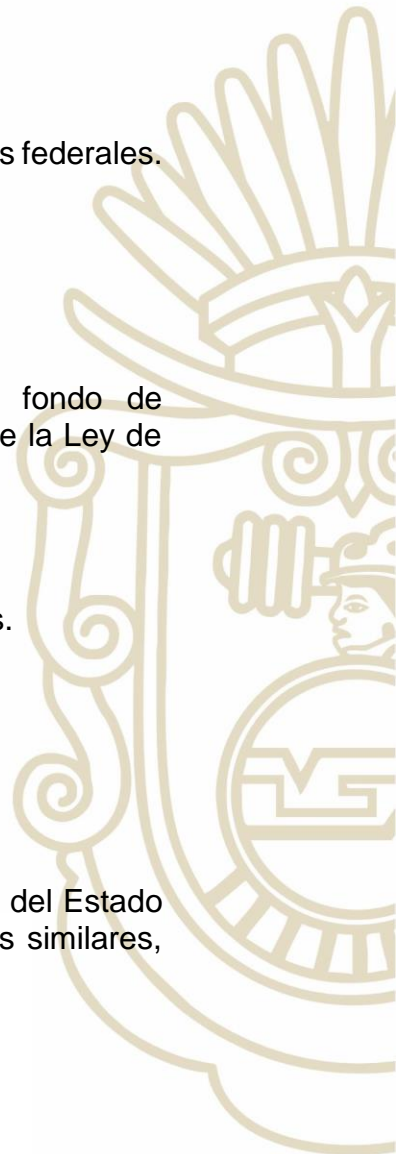 s federales.
fondo de
e la Ley de
s.
del Estado
s similares,